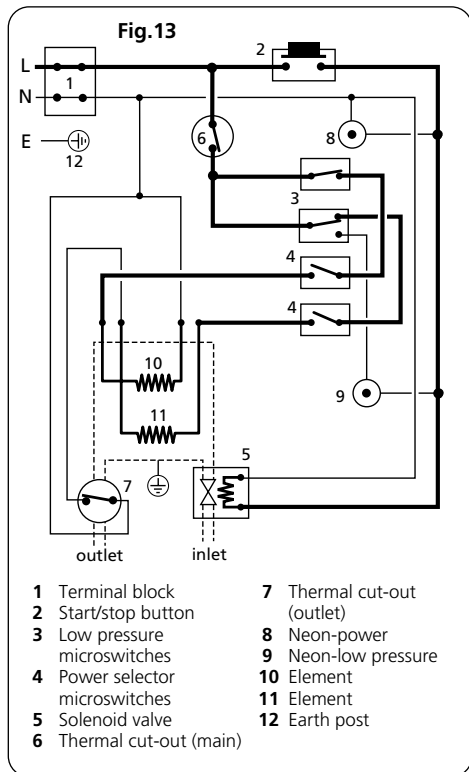 Fig.13
2
L
1
N
6
8
E
12
3
4
4
10
9
11
5
7
outlet
inlet
1 Terminal block
2 Start/stop button
3 Low pressure
microswitches
4 Power selector
microswitches
5 Solenoid valve
6 Thermal cut-out (main)
7 Thermal cut-out
(outlet)
8 Neon-power
9 Neon-low pressure
10 Element
11 Element
12 Earth post